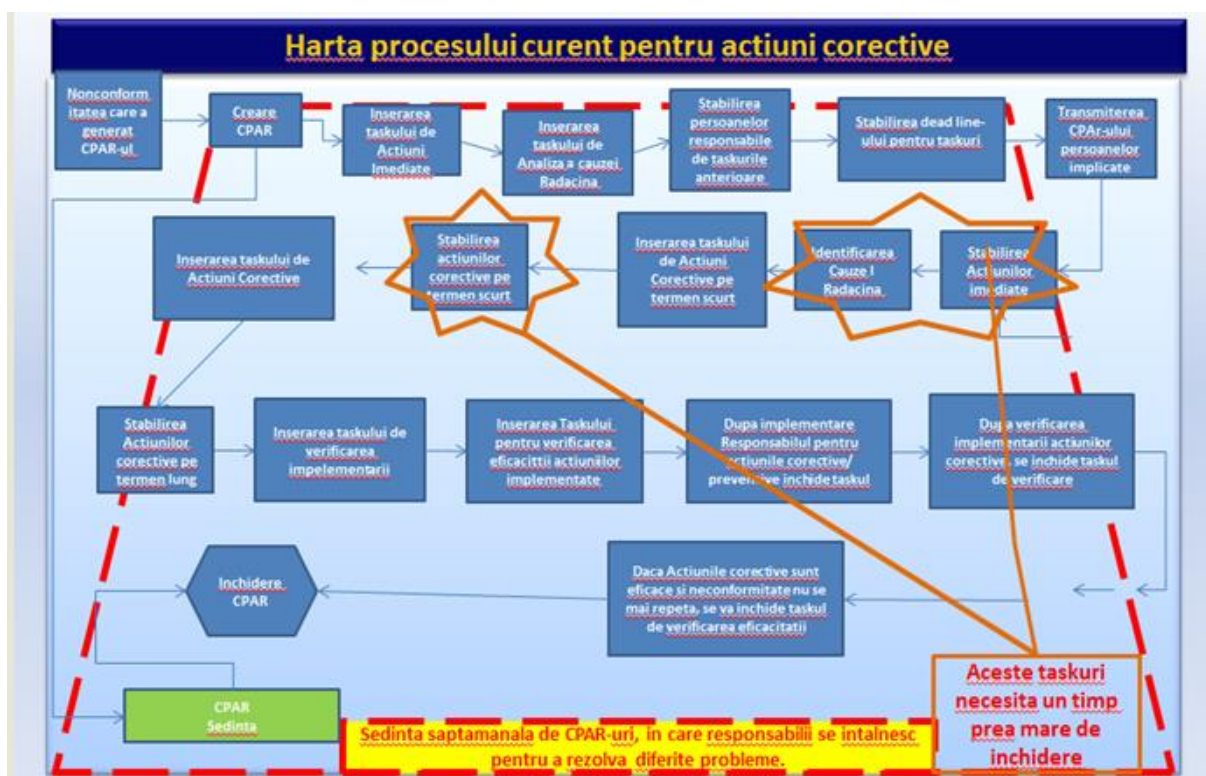 Harta procesului curent pentru actiuni corective
Nonconform
itatea care a
generat
CPAR-ul
Creare
CPAR
Inserarea
taskului de
Actiuni
Imediate
Inserarea
taskului de
Analiza a cauzei
Radacina
Stabilirea
persoanelor
responsabile
de taskurile
anterioare
Stabilirea dead line-
ului pentru taskuri
Transmiterea
CPAr-ului
persoanelor
implicate
Stabilirea
Actiunilor
imediate
Identificarea
Cauze I
Radacina
Inserarea taskului
de Actiuni
Corective pe
termen scurt
Stabilirea
actiunilor
corective pe
termen scurt
Inserarea taskului de
Actiuni Corective
Stabilirea
Actiunilor
corective pe
termen lung
Inserarea taskului de
verificarea
impelementarii
Inserarea Taskului
pentru verificarea
eficacittii actiuniilor
implementate
Dupa implementare
Responsabilul pentru
actiunile corective/
preventive inchide taskul
Dupa verificarea
implementarii actiunilor
corective, se inchide taskul
de verificare
Daca Actiunile corective sunt
eficace si neconformitate nu se
mai repeta, se va inchide taskul
de verificarea eficacitatii
Inchidere
CPAR
CPAR
Sedinta
Sedinta saptamanala de CPAR-uri, in care responsabilii se intalnesc
pentru a rezolva diferite probleme.
Aceste taskuri
necesita un timp
prea mare de
inchidere